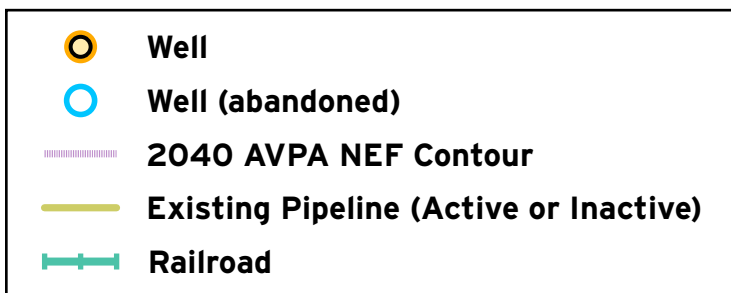 Well
Well (abandoned)
2040 AVPA NEF Contour
Existing Pipeline (Active or Inactive)
Railroad